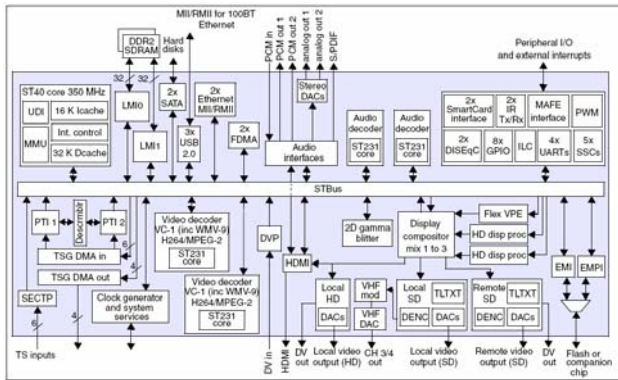 MII/RMII for 100BT
Ethernet
DDR2
SDRAM
Hard
disks
PCM in
PCM out 1
PCM out 2
analog out 1
analog out 2
S/PDIF
Peripheral I/O
and external interrupts
32
32
ST40 core 350 MHz
UDI
16 K Icache
MMU
Int. control
32 K Dcache
LMI0
LMI1
2x
SATA
3x
USB
2.0
2x
Ethernet
MII/RMII
2x
FDMA
Stereo
DACs
Audio
interfaces
Audio
decoder
ST231
core
Audio
decoder
ST231
core
2x
SmartCard
interface
2x
IR
Tx/Rx
MAFE
interface
PWM
2x
DISEqC
8x
GPIO
ILC
4x
UARTs
5x
SSCs
STBus
PTI 1
Descrmblr
PTI 2
6
TSG DMA in
4
TSG DMA out
SECTP
6
4
TS inputs
Clock generator
and system
services
Video decoder
VC-1 (inc WMV-9)
H264/MPEG-2
ST231
core
Video decoder
VC-1 (inc WMV-9)
H264/MPEG-2
ST231
core
DVP
HDMI
2D gamma
blitter
Display
compositor
mix 1 to 3
Flex VPE
HD disp proc
HD disp proc
EMI
EMPI
Local
HD
DACs
VHF
mod
VHF
DAC
Local
SD
TLTXT
DENC
DACs
Remote
SD
TLTXT
DENC
DACs
DV in
HDMI
DV
out
Local video
output (HD)
CH 3/4
out
Local video
output (SD)
Remote video
output (SD)
DV
out
Flash or
companion
chip